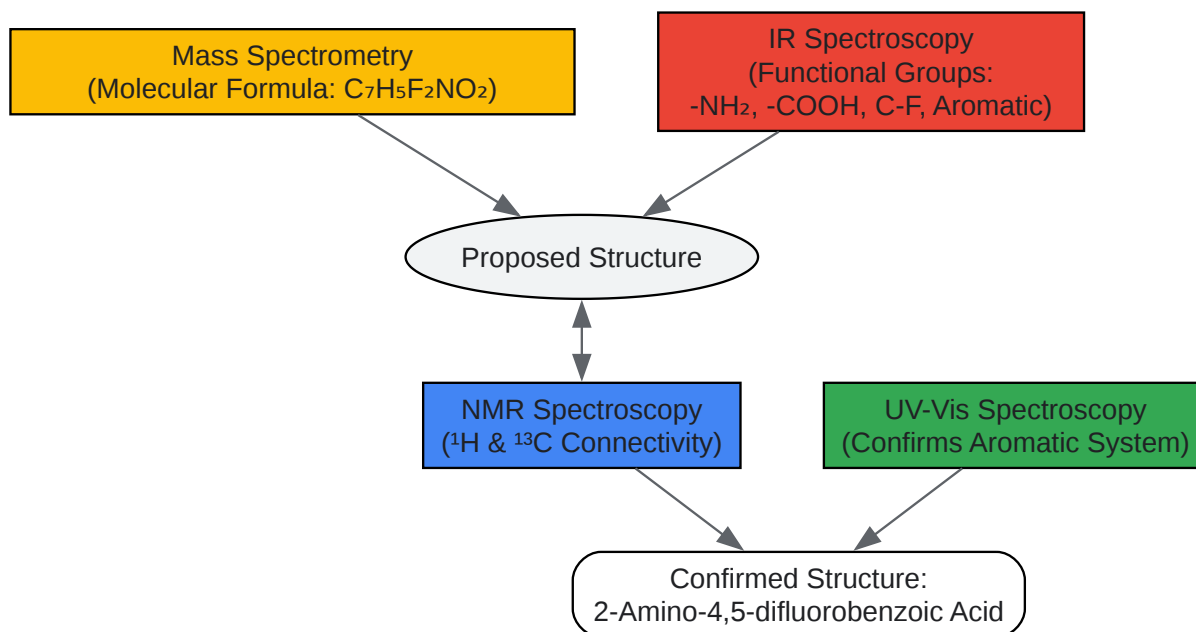 Mass Spectrometry
(Molecular Formula: C₇H₅F₂NO₂)
IR Spectroscopy
(Functional Groups:
-NH₂, -COOH, C-F, Aromatic)
Proposed Structure
NMR Spectroscopy
(¹H & ¹³C Connectivity)
UV-Vis Spectroscopy
(Confirms Aromatic System)
Confirmed Structure:
2-Amino-4,5-difluorobenzoic Acid